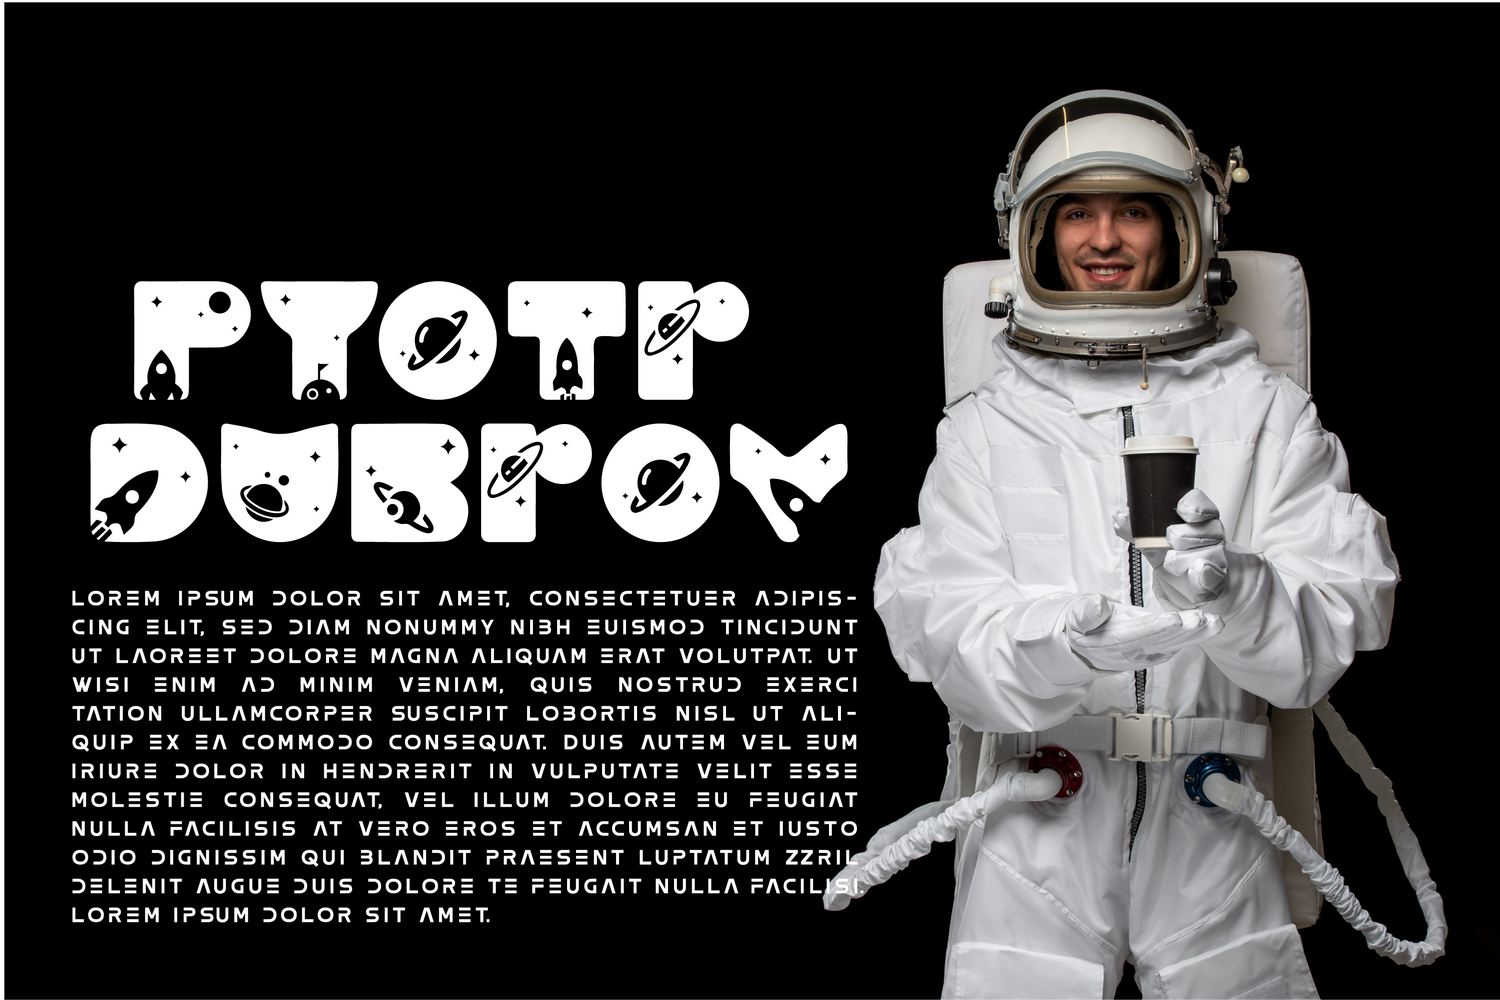 PYOTR
DUBROV
LOREM IPSUM DOLOR SIT AMET, CONSECTETUER ADIPIS-
CING ELIT, SED DIAM NONUMMY NIBH EUISMOD TINCIDUNT
UT LAOREET DOLORE MAGNA ALIQUAM ERAT VOLUTPAT. UT
WISI ENIM AD MINIM VENIAM, QUIS NOSTRUD EXERCI
TATION ULLAMCORPER SUSCIPIT LOBORTIS NISL UT ALI-
QUIP EX EA COMMODO CONSEQUAT. DUIS AUTEM VEL EUM
IRIURE DOLOR IN HENDRERIT IN VULPUTATE VELIT ESSE
MOLESTIE CONSEQUAT, VEL ILLUM DOLORE EU FEUGIAT
NULLA FACILISIS AT VERO EROS ET ACCUMSAN ET IUSTO
ODIO DIGNISSIM QUI BLANDIT PRAESENT LUPTATUM ZZRIL
DELENIT AUGUE DUIS DOLORE TE FEUGAIT NULLA FACILISI.
LOREM IPSUM DOLOR SIT AMET.